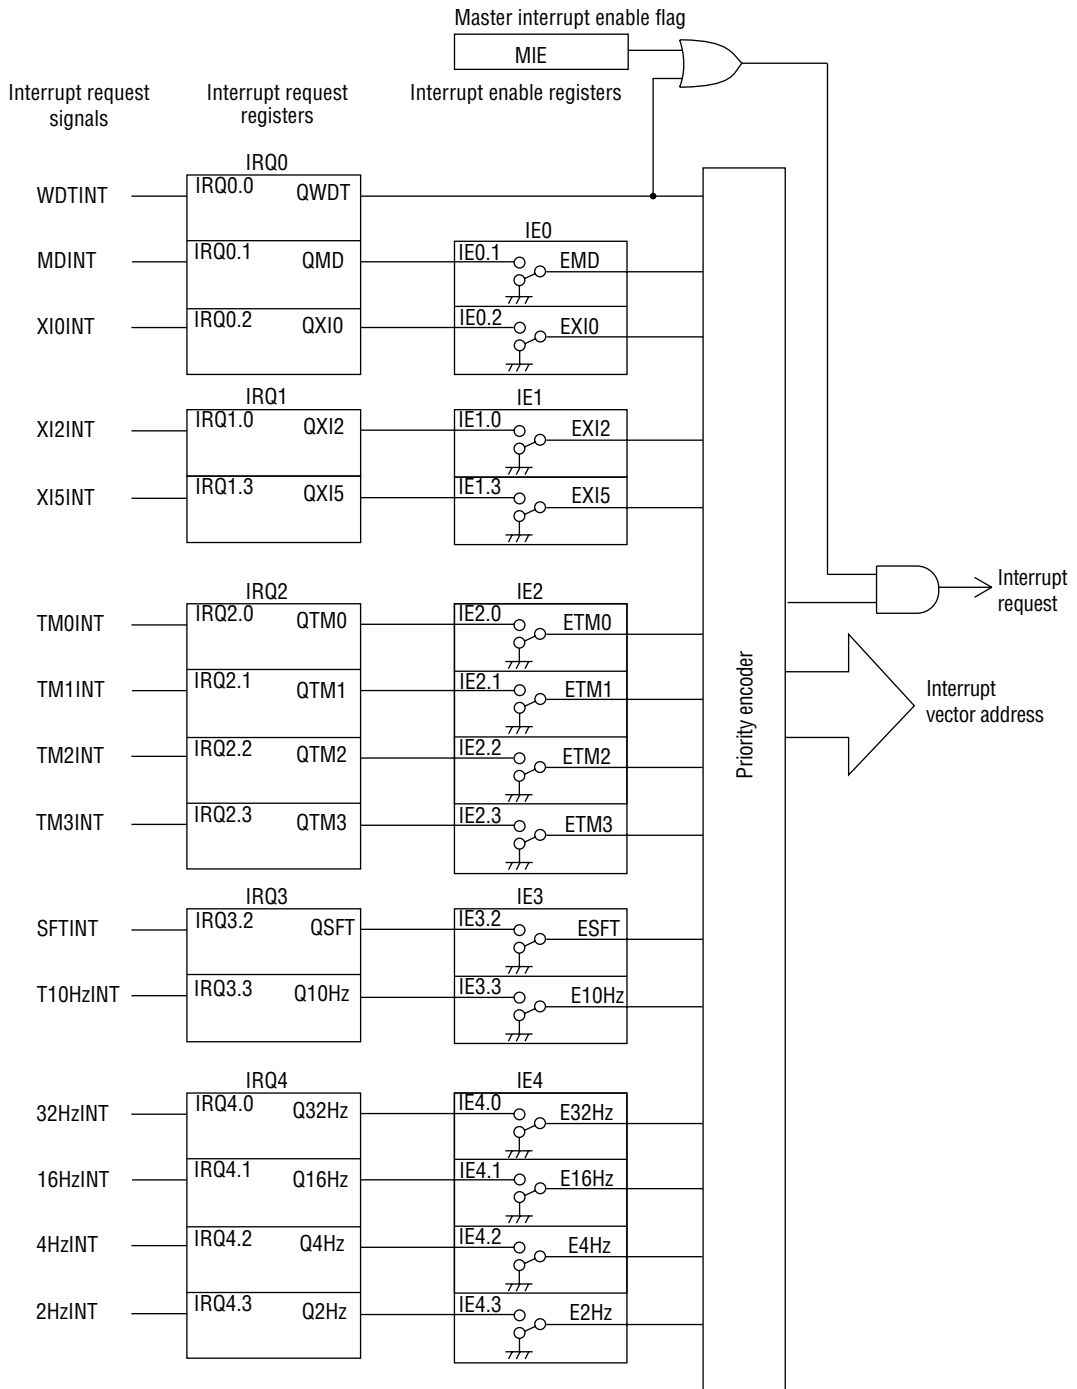 Master interrupt enable flag
MIE
Interrupt request
signals
Interrupt request
registers
Interrupt enable registers
IRQ0
WDTINT
IRQ0.0
QWDT
IE0
MDINT
IRQ0.1
QMD
IE0.1
EMD
XI0INT
IRQ0.2
QXI0
IE0.2
EXI0
IRQ1
IE1
XI2INT
IRQ1.0
QXI2
IE1.0
EXI2
XI5INT
IRQ1.3
QXI5
IE1.3
EXI5
Interrupt
request
IRQ2
IE2
TM0INT
IRQ2.0
QTM0
IE2.0
ETM0
TM1INT
IRQ2.1
QTM1
IE2.1
ETM1
Priority encoder
Interrupt
vector address
TM2INT
IRQ2.2
QTM2
IE2.2
ETM2
TM3INT
IRQ2.3
QTM3
IE2.3
ETM3
IRQ3
IE3
SFTINT
IRQ3.2
QSFT
IE3.2
ESFT
T10HzINT
IRQ3.3
Q10Hz
IE3.3
E10Hz
IRQ4
IE4
32HzINT
IRQ4.0
Q32Hz
IE4.0
E32Hz
16HzINT
IRQ4.1
Q16Hz
IE4.1
E16Hz
4HzINT
IRQ4.2
Q4Hz
IE4.2
E4Hz
2HzINT
IRQ4.3
Q2Hz
IE4.3
E2Hz